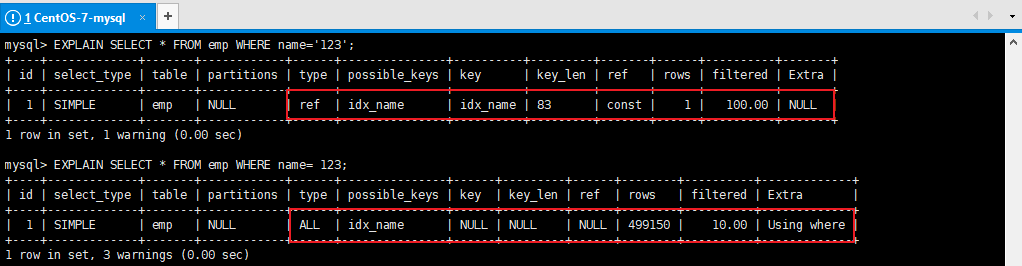 1 CentOS-7-mysql × +
mysql> EXPLAIN SELECT * FROM emp WHERE name='123';
+----+-------------+-------+------------+------+---------------+----------+---------+-------+------+----------+-------+
| id | select_type | table | partitions | type | possible_keys | key      | key_len | ref   | rows | filtered | Extra |
+----+-------------+-------+------------+------+---------------+----------+---------+-------+------+----------+-------+
|  1 | SIMPLE      | emp   | NULL       | ref  | idx_name      | idx_name | 83      | const |    1 |   100.00 | NULL  |
+----+-------------+-------+------------+------+---------------+----------+---------+-------+------+----------+-------+
1 row in set, 1 warning (0.00 sec)
mysql> EXPLAIN SELECT * FROM emp WHERE name= 123;
+----+-------------+-------+------------+------+---------------+------+---------+------+--------+----------+-------------+
| id | select_type | table | partitions | type | possible_keys | key  | key_len | ref  | rows   | filtered | Extra       |
+----+-------------+-------+------------+------+---------------+------+---------+------+--------+----------+-------------+
|  1 | SIMPLE      | emp   | NULL       | ALL  | idx_name      | NULL | NULL    | NULL | 499150 |    10.00 | Using where |
+----+-------------+-------+------------+------+---------------+------+---------+------+--------+----------+-------------+
1 row in set, 3 warnings (0.00 sec)